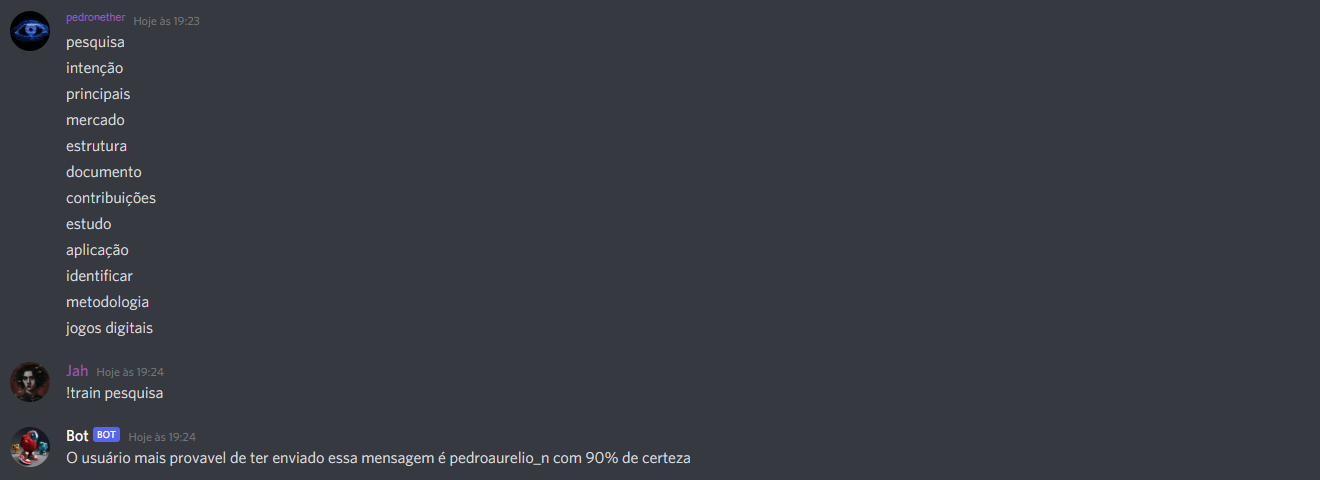 pedronether Hoje às 19:23
pesquisa
intenção
principais
mercado
estrutura
documento
contribuições
estudo
aplicação
identificar
metodologia
jogos digitais
Jah Hoje às 19:24
!train pesquisa
Bot BOT Hoje às 19:24
O usuário mais provavel de ter enviado essa mensagem é pedroaurelio_n com 90% de certeza